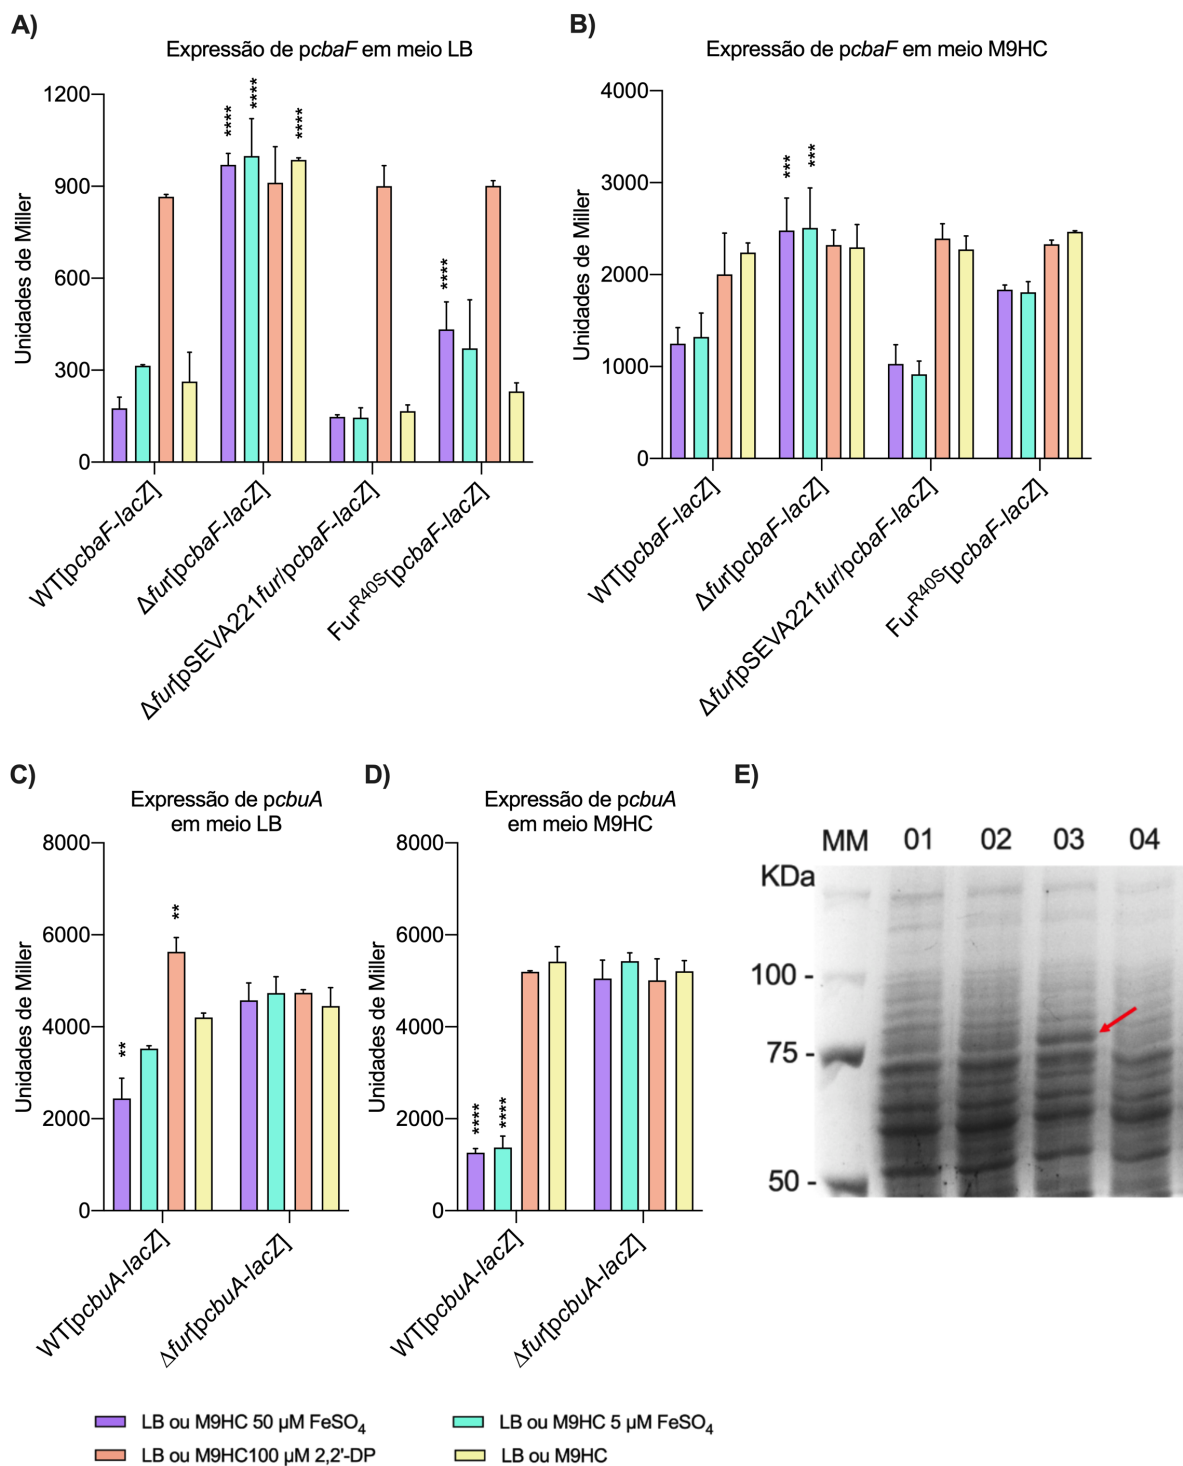 A)
Expressão de pcbaF em meio LB
Unidades de Miller
1200
900
600
300
0
****
****
****
****
WT[pcbaF-lacZ]
Δfur[pcbaF-lacZ]
Δfur[pSEVA221fur/pcbaF-lacZ]
Fur^R40S[pcbaF-lacZ]
B)
Expressão de pcbaF em meio M9HC
Unidades de Miller
4000
3000
2000
1000
0
***
***
WT[pcbaF-lacZ]
Δfur[pcbaF-lacZ]
Δfur[pSEVA221fur/pcbaF-lacZ]
Fur^R40S[pcbaF-lacZ]
C)
Expressão de pcbuA
em meio LB
Unidades de Miller
8000
6000
4000
2000
0
**
**
WT[pcbuA-lacZ]
Δfur[pcbuA-lacZ]
D)
Expressão de pcbuA
em meio M9HC
Unidades de Miller
8000
6000
4000
2000
0
****
****
WT[pcbuA-lacZ]
Δfur[pcbuA-lacZ]
E)
MM 01 02 03 04
KDa
100 -
75 -
50 -
LB ou M9HC 50 µM FeSO₄
LB ou M9HC 5 µM FeSO₄
LB ou M9HC100 µM 2,2'-DP
LB ou M9HC